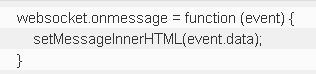 websocket.onmessage = function (event) {
    setMessageInnerHTML(event.data);
}